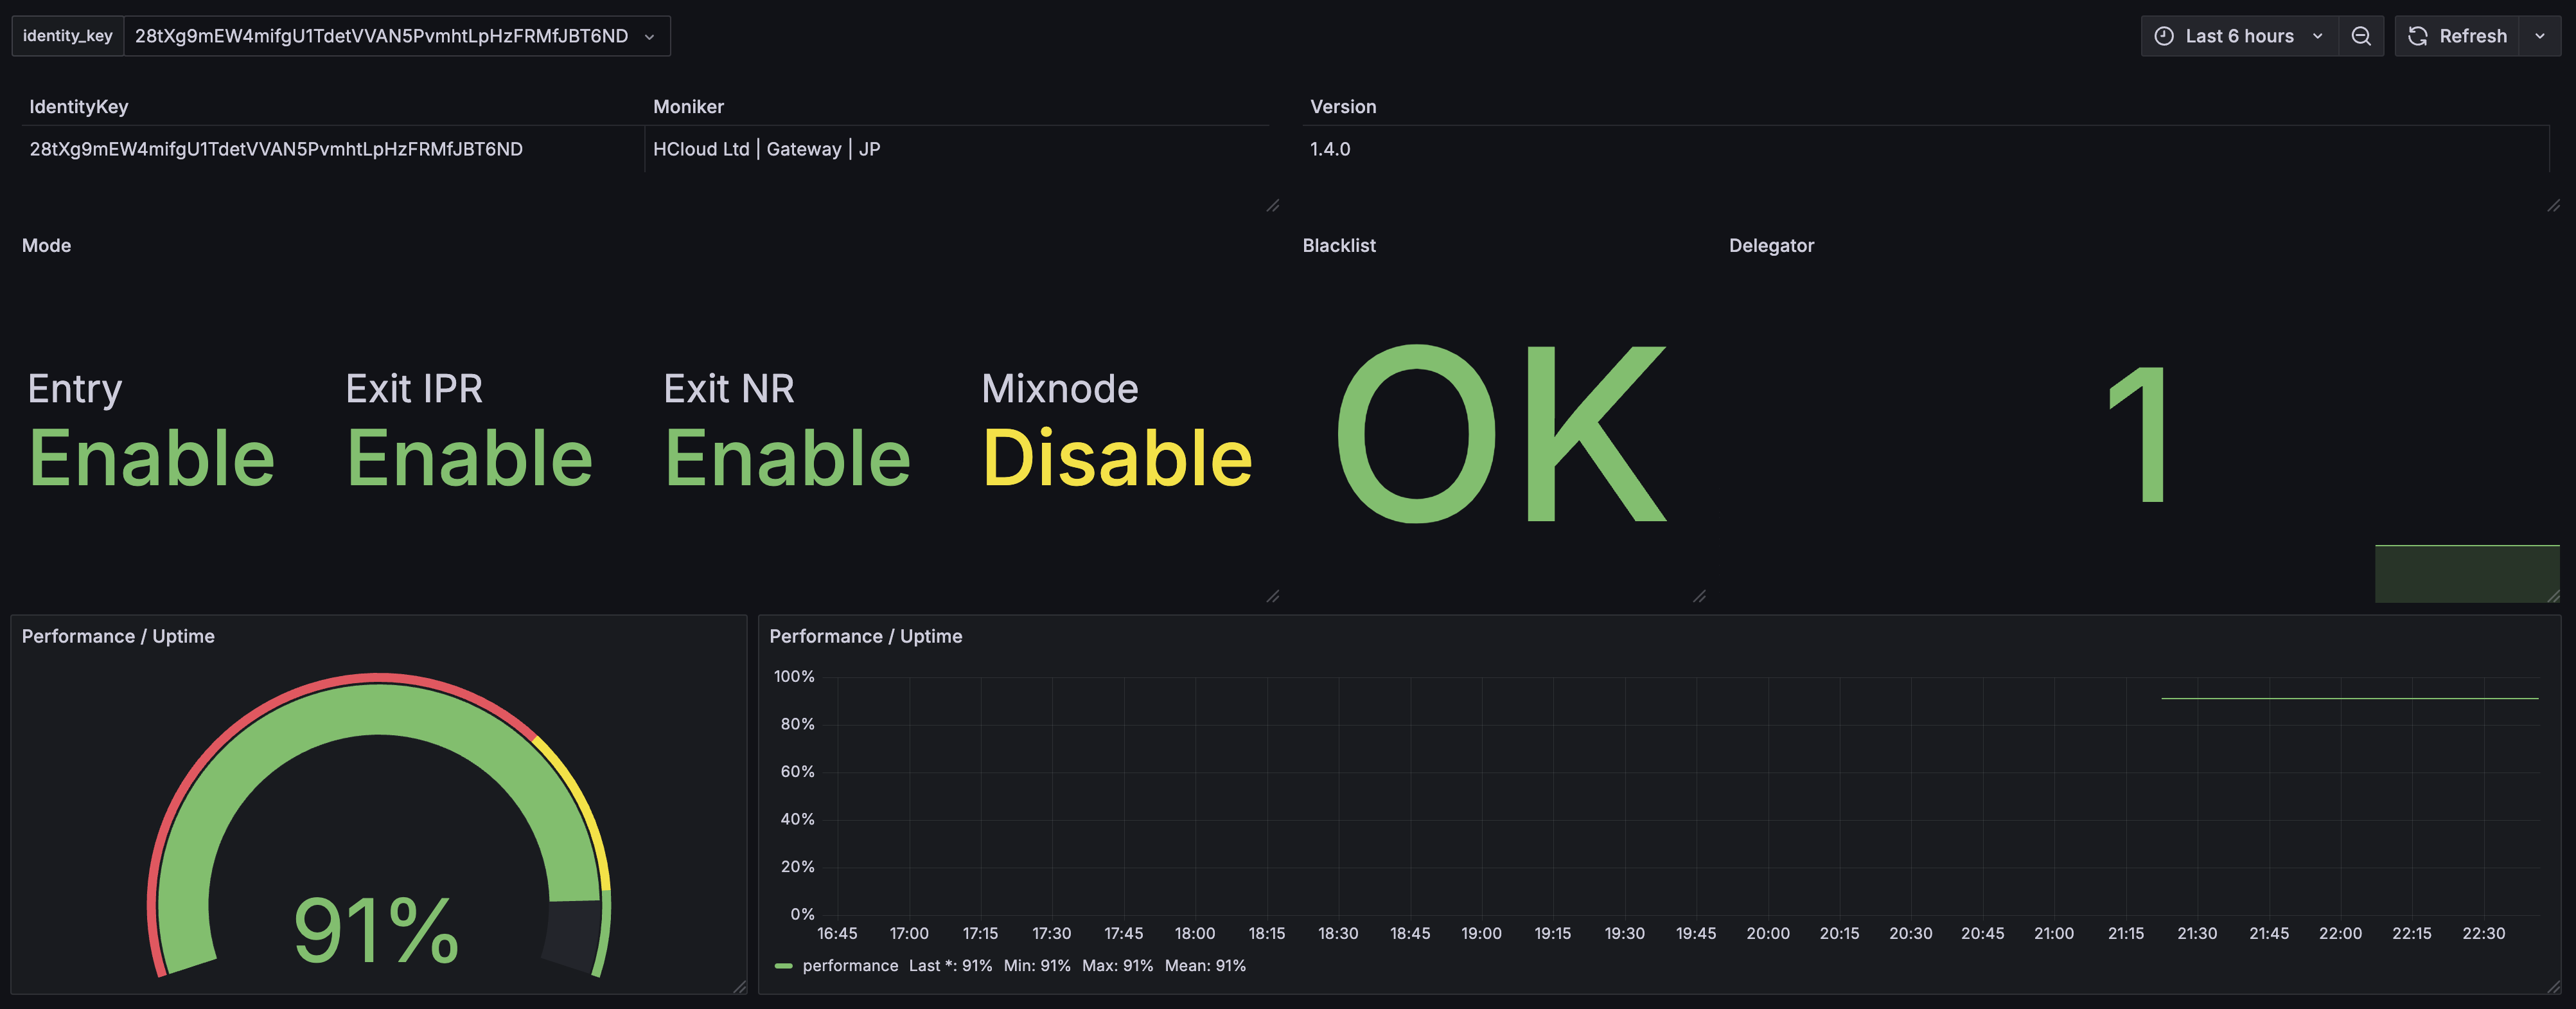 identity_key 28tXg9mEW4mifgU1TdetVVAN5PvmhtLpHzFRMfJBT6ND Last 6 hours Refresh
IdentityKey Moniker Version
28tXg9mEW4mifgU1TdetVVAN5PvmhtLpHzFRMfJBT6ND HCloud Ltd | Gateway | JP 1.4.0
Mode Blacklist Delegator
Entry Exit IPR Exit NR Mixnode
Enable Enable Enable Disable
OK
1
Performance / Uptime
91%
Performance / Uptime
100%
80%
60%
40%
20%
0%
16:45 17:00 17:15 17:30 17:45 18:00 18:15 18:30 18:45 19:00 19:15 19:30 19:45 20:00 20:15 20:30 20:45 21:00 21:15 21:30 21:45 22:00 22:15 22:30
performance Last *: 91% Min: 91% Max: 91% Mean: 91%